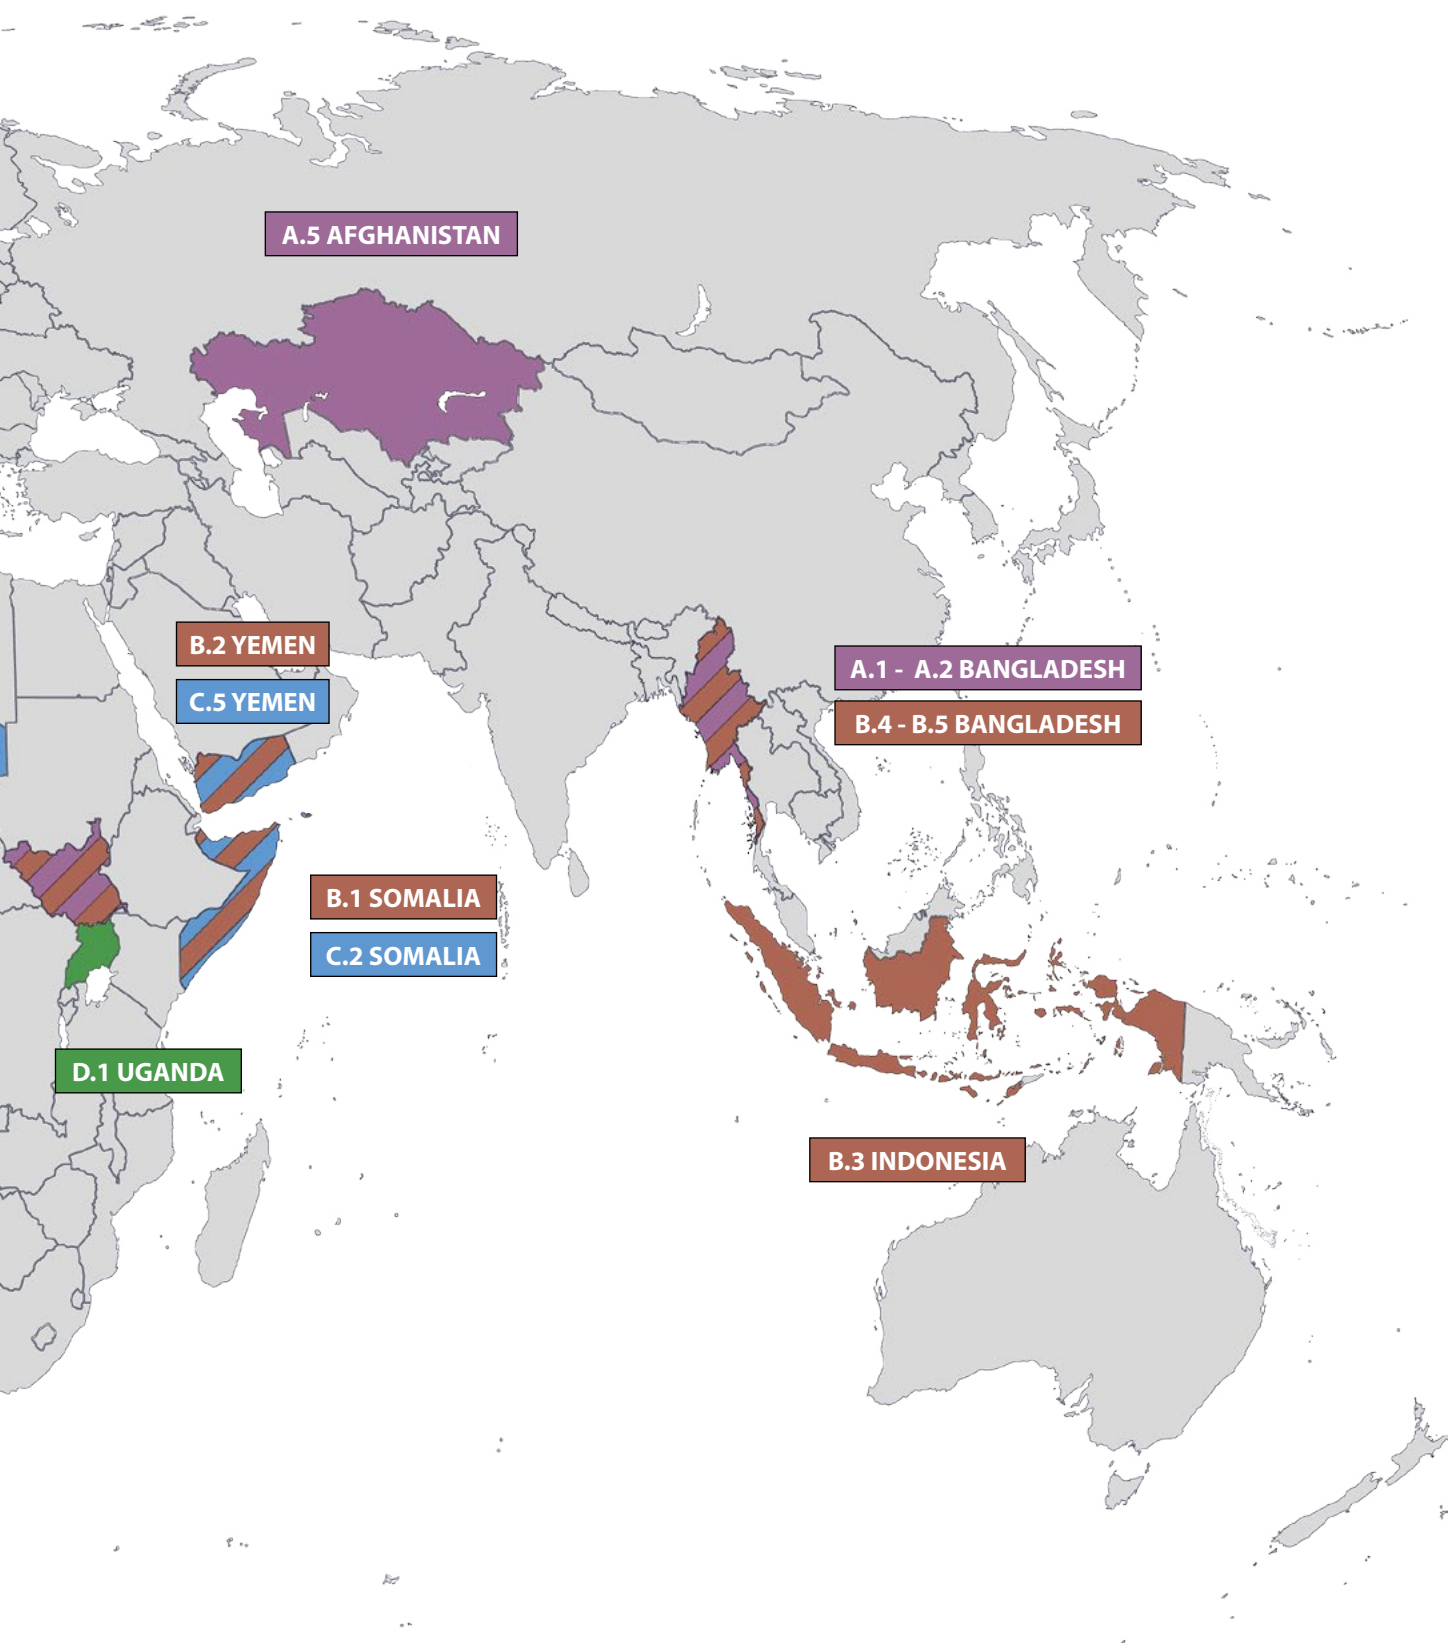 A.5 AFGHANISTAN
B.2 YEMEN
C.5 YEMEN
A.1 - A.2 BANGLADESH
B.4 - B.5 BANGLADESH
B.1 SOMALIA
C.2 SOMALIA
D.1 UGANDA
B.3 INDONESIA